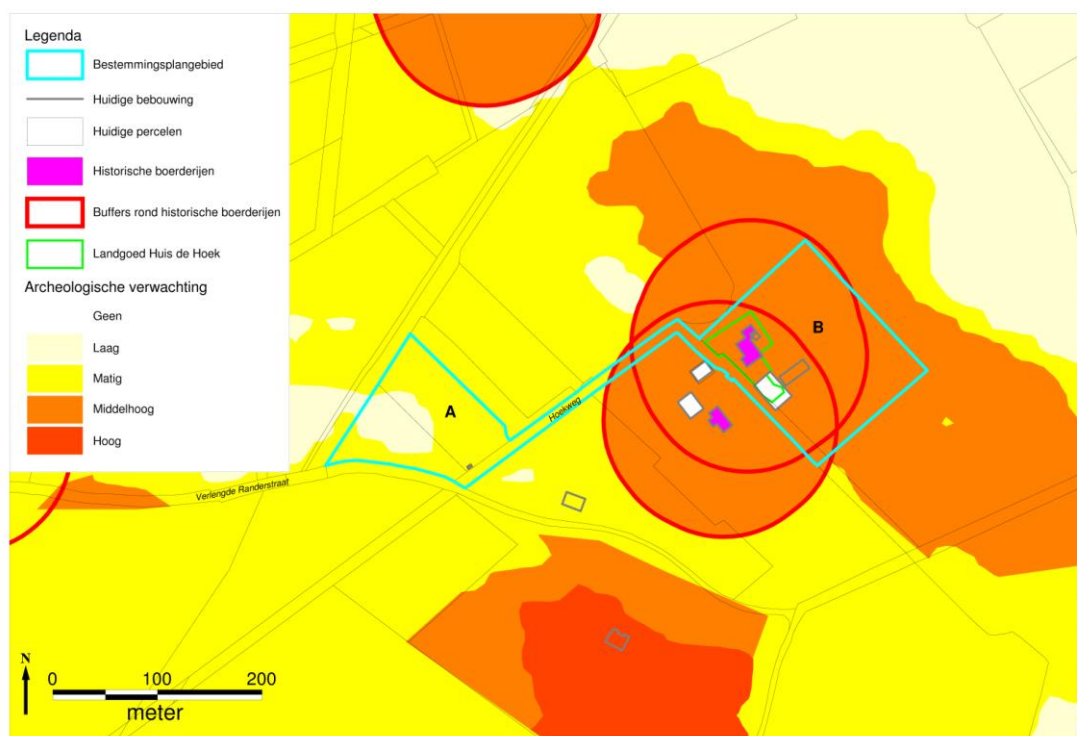 Legenda
Bestemmingsplangebied
Huidige bebouwing
Huidige percelen
Historische boerderijen
Buffers rond historische boerderijen
Landgoed Huis de Hoek
Archeologische verwachting
Geen
Laag
Matig
Middelhoog
Hoog
B
A
Hoekweg
Verlengde Randerstraat
N
0 100 200
meter